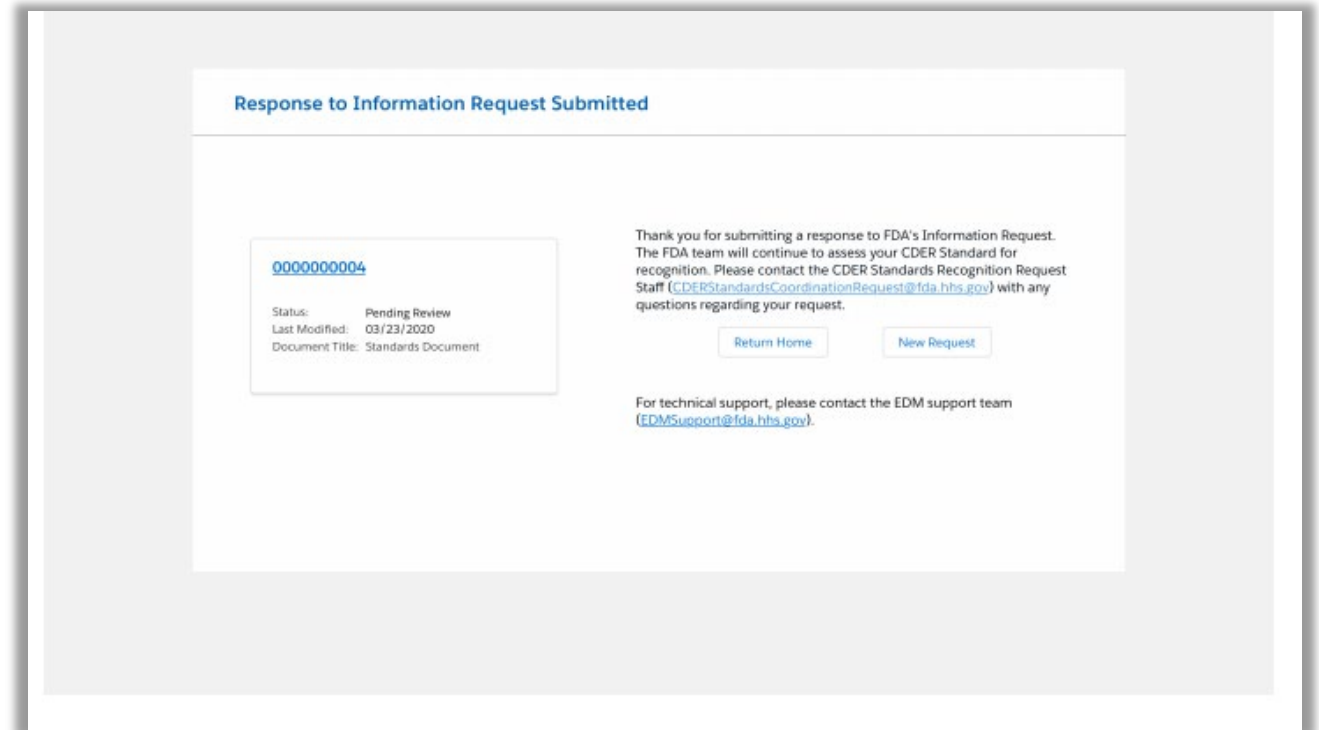 Response to Information Request Submitted
0000000004
Status: Pending Review
Last Modified: 03/23/2020
Document Title: Standards Document
Thank you for submitting a response to FDA's Information Request.
The FDA team will continue to assess your CDER Standard for
recognition. Please contact the CDER Standards Recognition Request
Staff (CDERStandardsCoordinationRequest@fda.hhs.gov) with any
questions regarding your request.
Return Home New Request
For technical support, please contact the EDM support team
(EDMSupport@fda.hhs.gov).